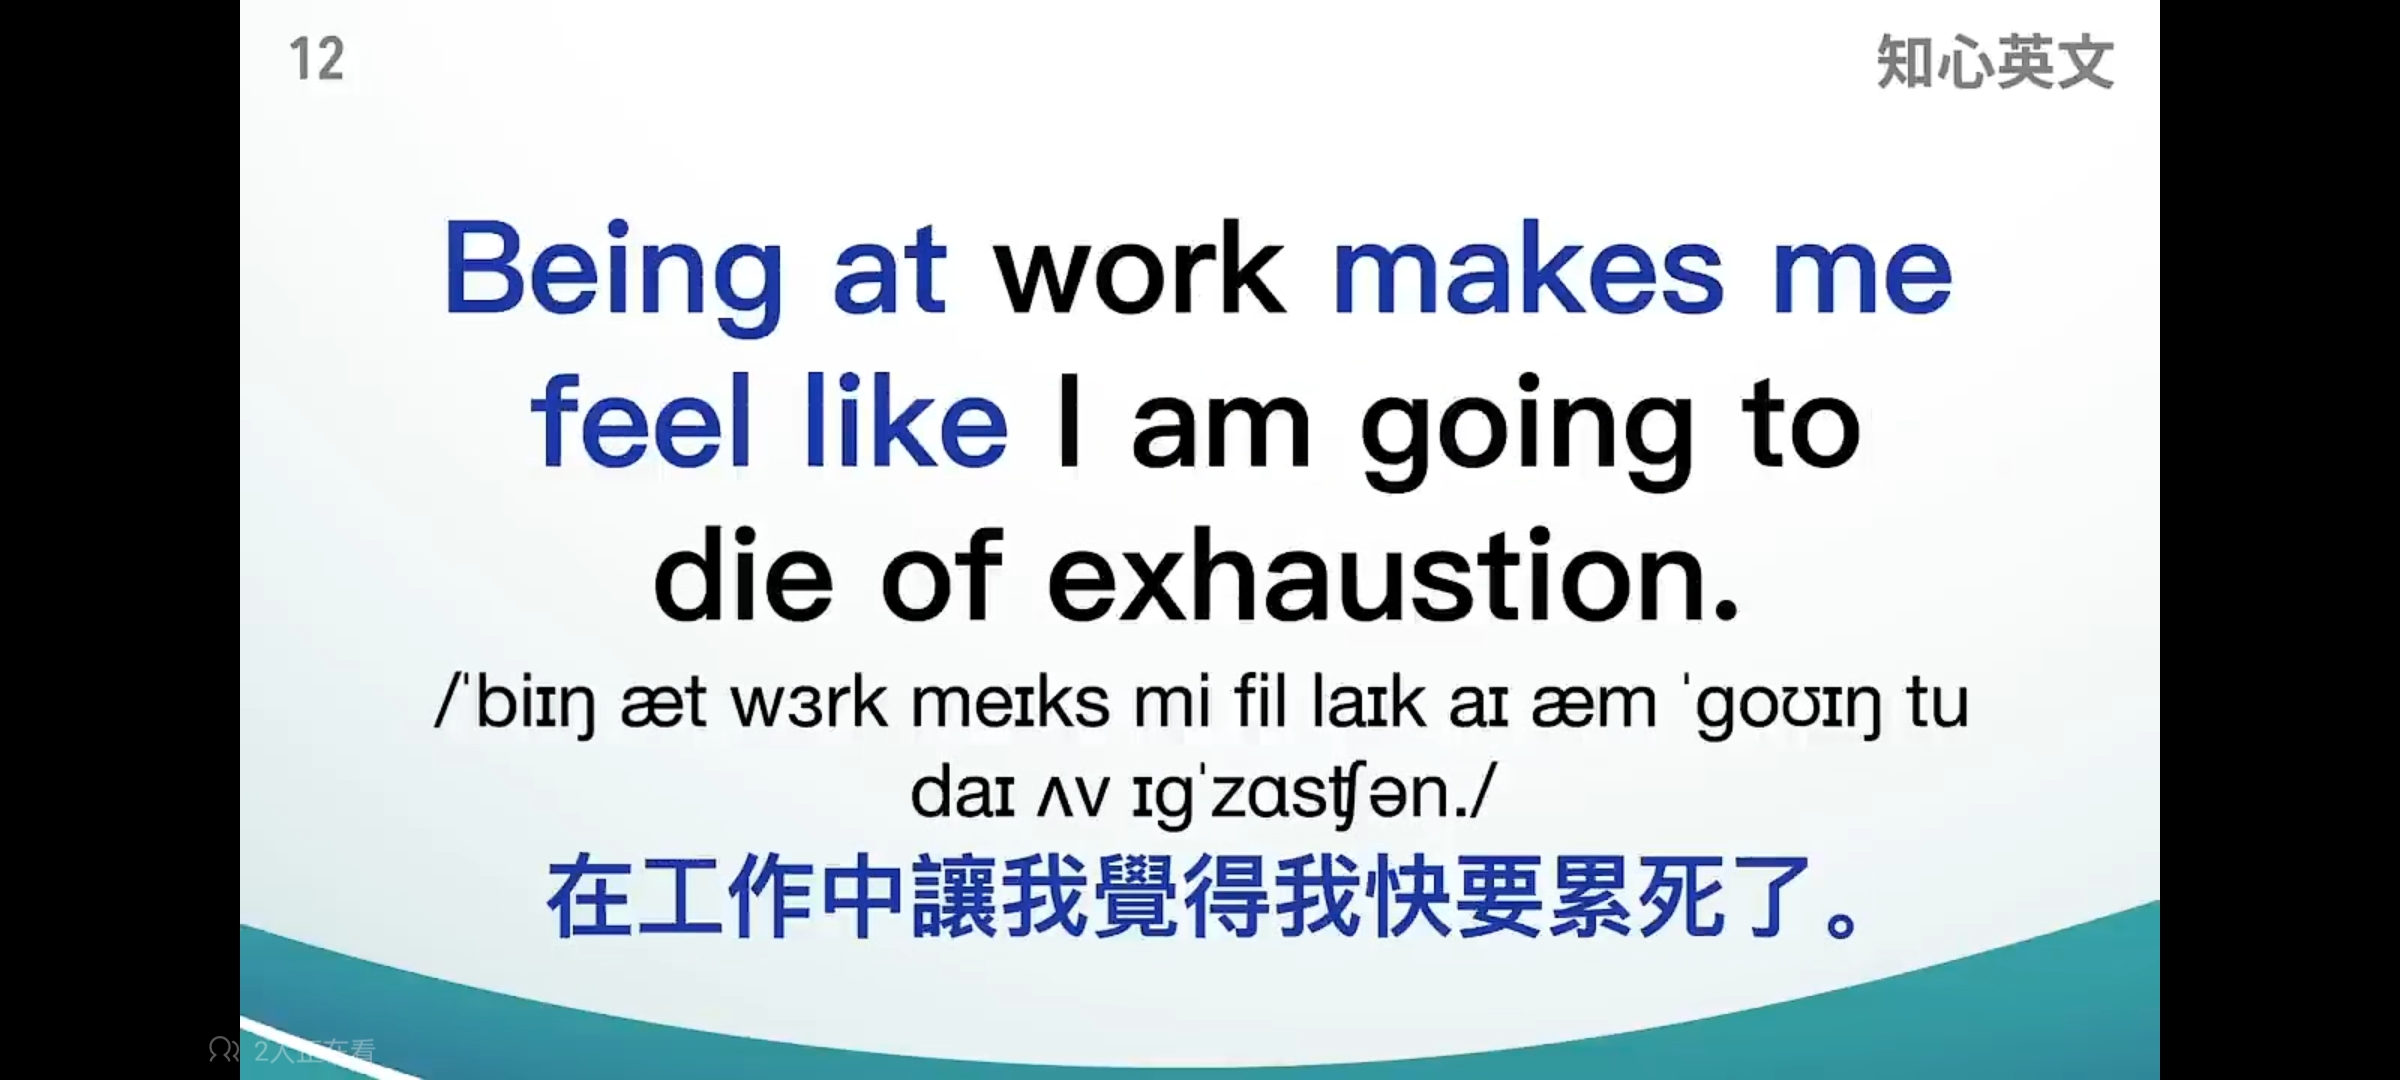 12
知心英文
Being at work makes me
feel like I am going to
die of exhaustion.
/ˈbiɪŋ æt wɜrk meɪks mi fil laɪk aɪ æm ˈgoʊɪŋ tu
daɪ ʌv ɪgˈzɑsʧən./
在工作中讓我覺得我快要累死了。
2人正在看